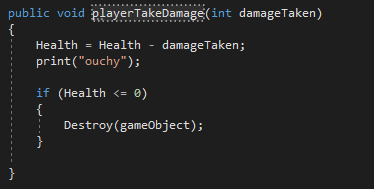 public void playerTakeDamage(int damageTaken)
{
    Health = Health - damageTaken;
    print("ouchy");

    if (Health <= 0)
    {
        Destroy(gameObject);
    }

}